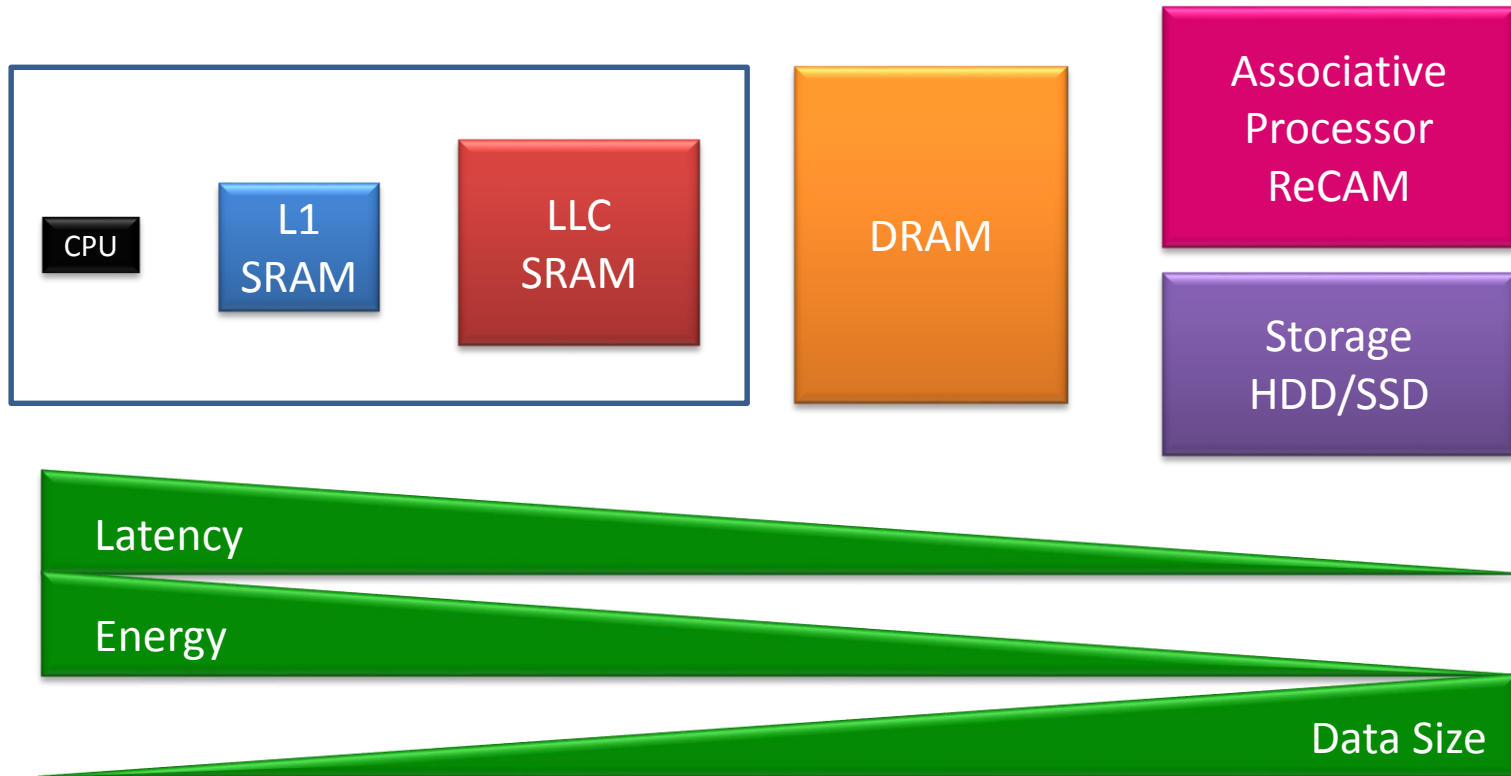 CPU
L1
SRAM
LLC
SRAM
DRAM
Associative
Processor
ReCAM
Storage
HDD/SSD
Latency
Energy
Data Size